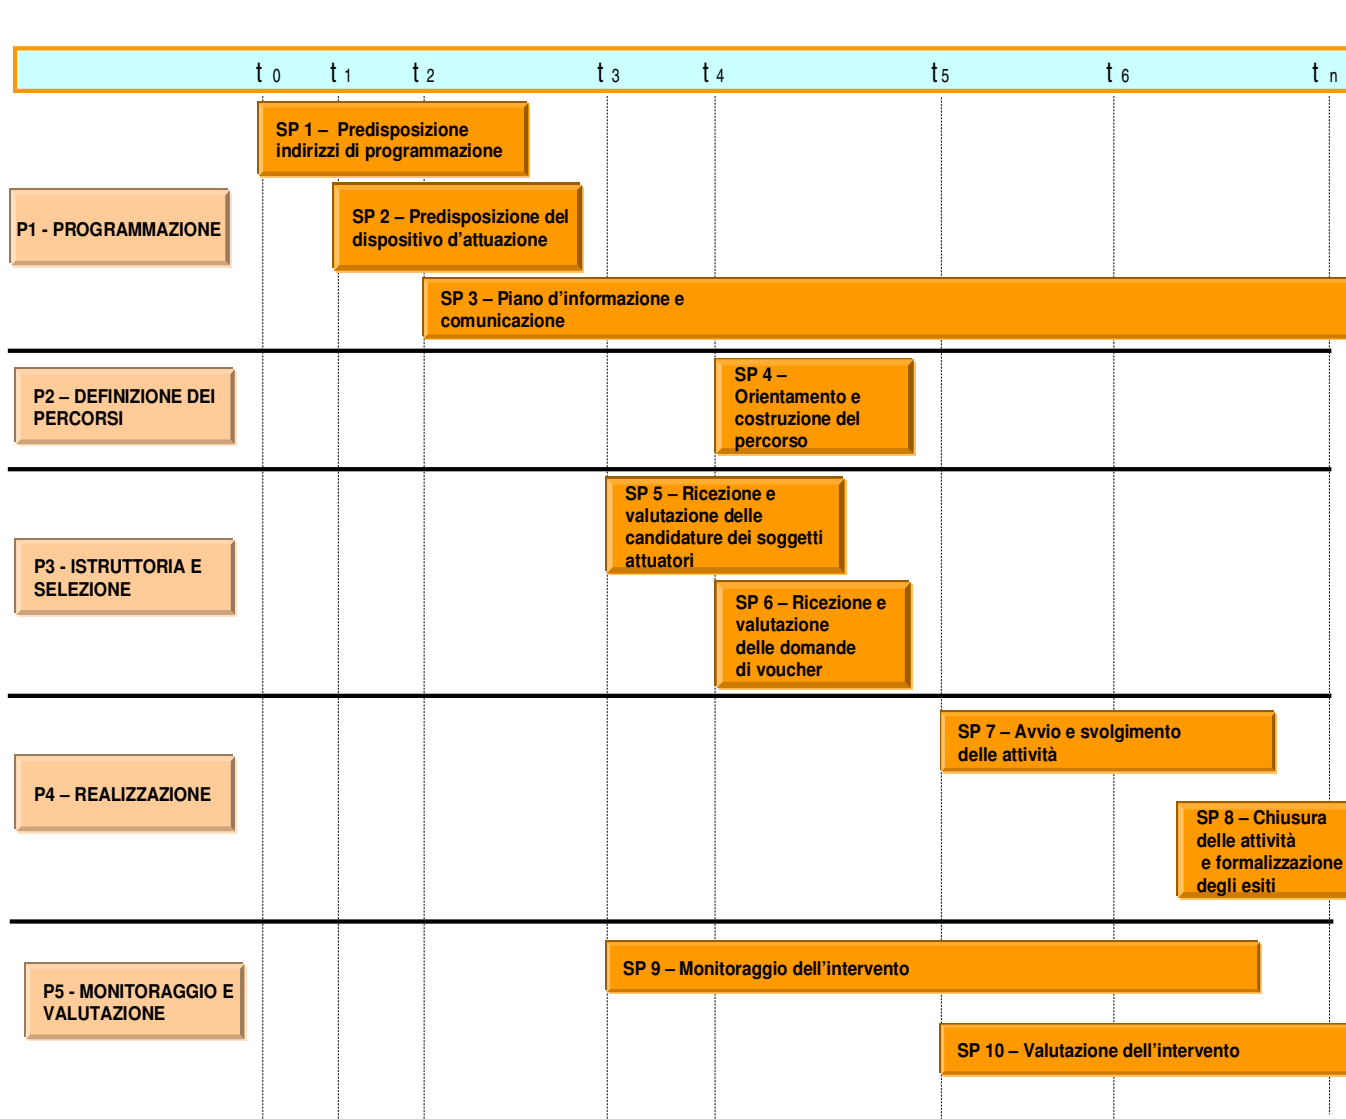 t 0 t 1 t 2 t 3 t 4 t 5 t 6 t n
SP 1 – Predisposizione
indirizzi di programmazione
P1 - PROGRAMMAZIONE
SP 2 – Predisposizione del
dispositivo d'attuazione
SP 3 – Piano d'informazione e
comunicazione
P2 – DEFINIZIONE DEI
PERCORSI
SP 4 –
Orientamento e
costruzione del
percorso
P3 - ISTRUTTORIA E
SELEZIONE
SP 5 – Ricezione e
valutazione delle
candidature dei soggetti
attuatori
SP 6 – Ricezione e
valutazione
delle domande
di voucher
P4 – REALIZZAZIONE
SP 7 – Avvio e svolgimento
delle attività
SP 8 – Chiusura
delle attività
e formalizzazione
degli esiti
P5 - MONITORAGGIO E
VALUTAZIONE
SP 9 – Monitoraggio dell'intervento
SP 10 – Valutazione dell'intervento